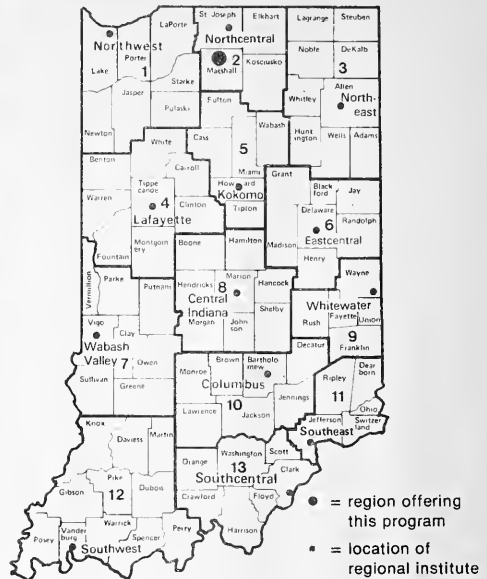 St. Joseph
Elkhart
Lagrange
Steuben
LaPorte
Northwest
Northcentral
Lake
Porter
1
2
Marshall
Kosciusko
Noble
DeKalb
3
Starke
Jasper
Pulaski
Newton
Fulton
Whitley
Allen
North-
east
Hunt
ington
Wells
Adams
White
Cass
Wabash
5
Miami
Benton
Carroll
Grant
Tippe
canoe
4
Lafayette
Howard
Kokomo
Clinton
Tipton
Warren
Black
ford
Jay
Delaware
Randolph
6
Eastcentral
Madison
Henry
Fountain
Montgom
ery
Boone
Hamilton
Vermillion
Parke
Putnam
Hendricks
Marion
8
Central
Indiana
Hancock
Shelby
Morgan
John
son
Wayne
Whitewater
Rush
Fayette
Union
9
Franklin
Vigo
Clay
Wabash
Valley
7
Owen
Sullivan
Greene
Monroe
Brown
Bartholo
mew
Columbus
Decatur
Jennings
Lawrence
Jackson
10
Ripley
Dear
born
11
Ohio
Jefferson
Switzer
land
Southeast
Knox
Daviess
Martin
Orange
Washington
Scott
Clark
13
Southcentral
Crawford
Floyd
Harrison
Gibson
Pike
12
Dubois
Posey
Vander
burg
Warrick
Spencer
Perry
Southwest
= region offering
this program
= location of
regional institute